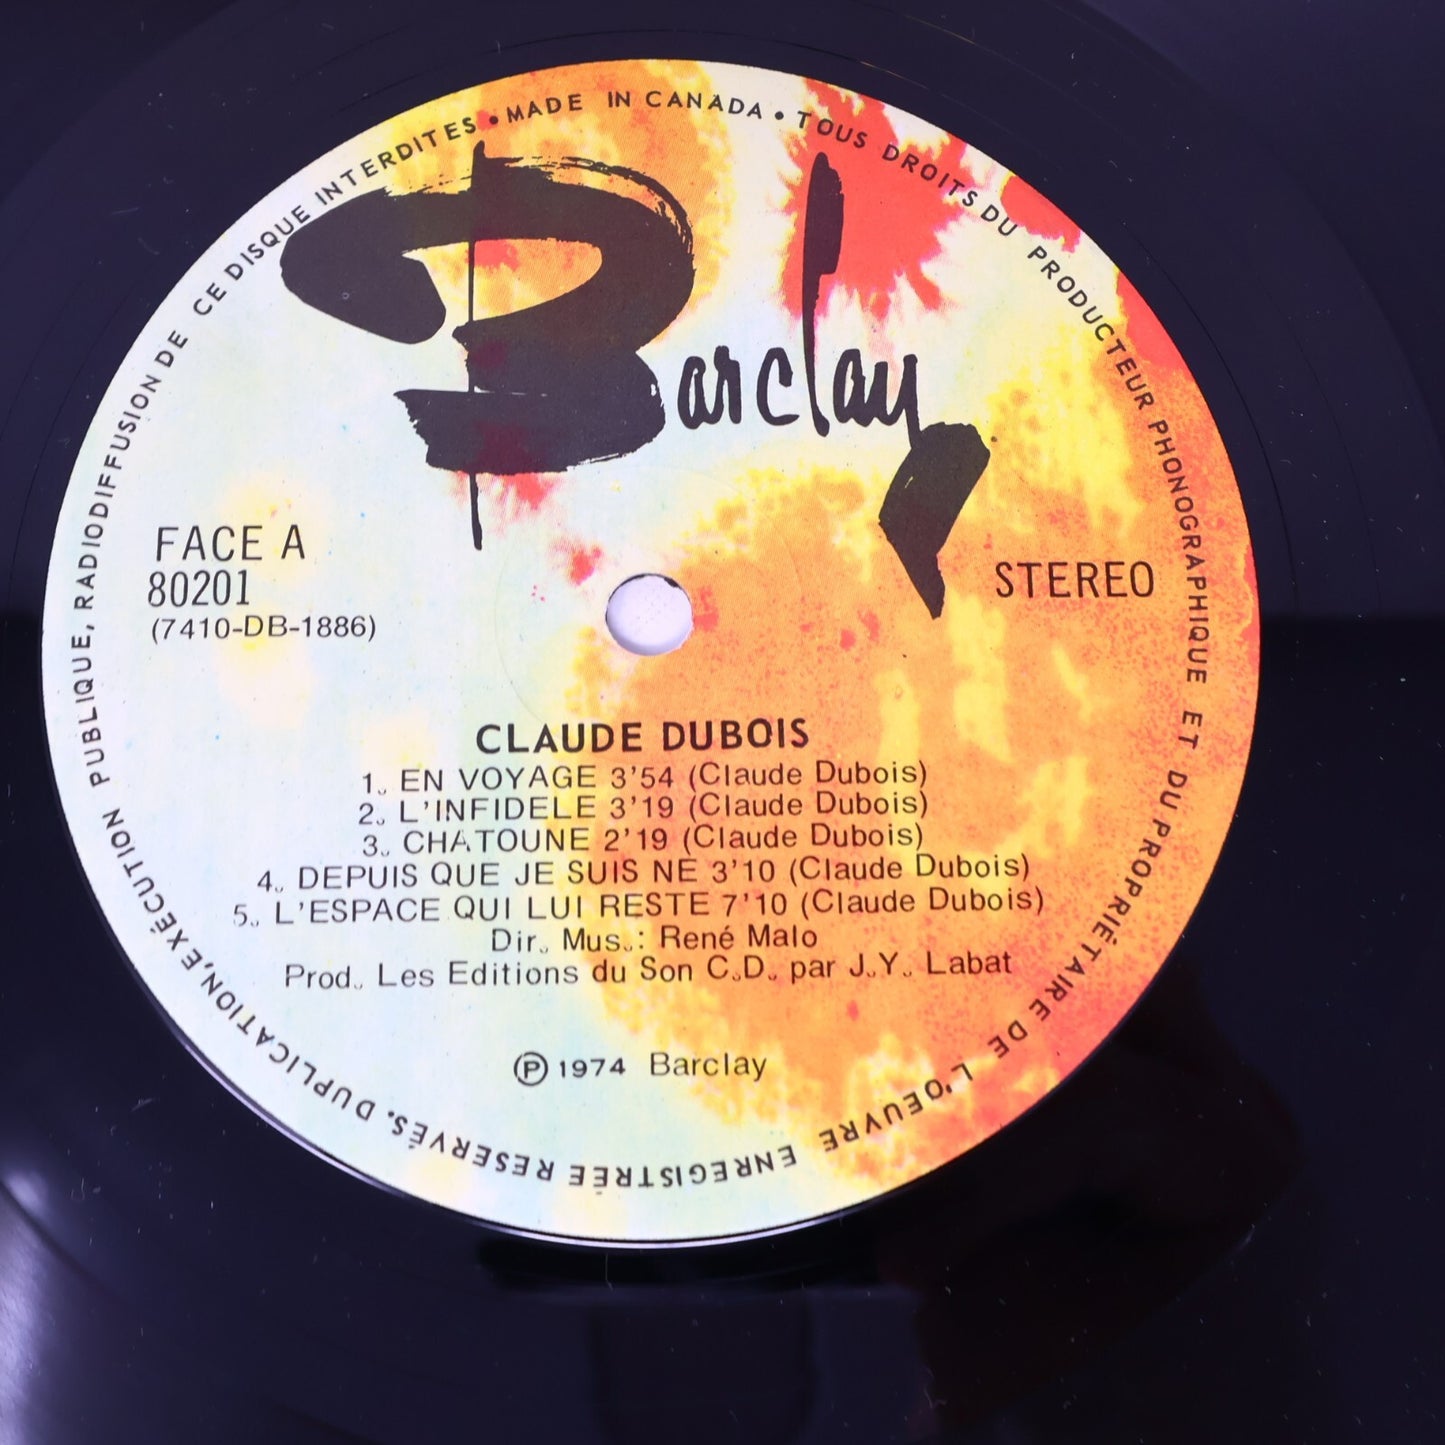 MADE IN CANADA • TOUS DROITS DU PRODUCTEUR PHONOGRAPHIQUE ET DU PROPRIÉTAIRE DE L'OEUVRE ENREGISTRÉE RESERVÉS. DUPLICATION, EXÉCUTION PUBLIQUE, RADIODIFFUSION DE CE DISQUE INTERDITES •
Barclay
FACE A
80201
(7410-DB-1886)
STEREO
CLAUDE DUBOIS
1. EN VOYAGE 3'54 (Claude Dubois)
2. L'INFIDELE 3'19 (Claude Dubois)
3. CHATOUNE 2'19 (Claude Dubois)
4. DEPUIS QUE JE SUIS NE 3'10 (Claude Dubois)
5. L'ESPACE QUI LUI RESTE 7'10 (Claude Dubois)
Dir. Mus.: René Malo
Prod. Les Editions du Son C.D. par J.Y. Labat
Ⓟ 1974 Barclay